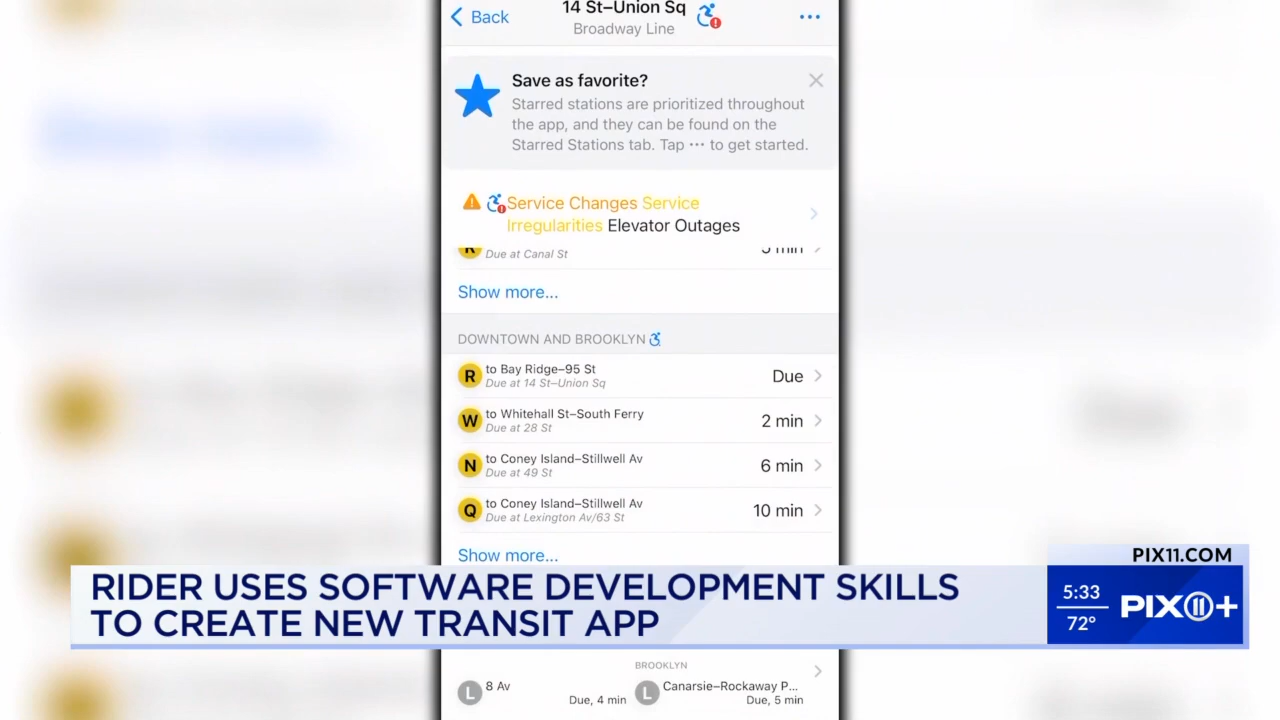 Back
14 St–Union Sq
Broadway Line
Save as favorite?
Starred stations are prioritized throughout
the app, and they can be found on the
Starred Stations tab. Tap ••• to get started.
Service Changes Service
Irregularities Elevator Outages
R
Due at Canal St
Show more...
DOWNTOWN AND BROOKLYN
R to Bay Ridge–95 St Due
Due at 14 St–Union Sq
W to Whitehall St–South Ferry 2 min
Due at 28 St
N to Coney Island–Stillwell Av 6 min
Due at 49 St
Q to Coney Island–Stillwell Av 10 min
Due at Lexington Av/63 St
Show more...
RIDER USES SOFTWARE DEVELOPMENT SKILLS
TO CREATE NEW TRANSIT APP
PIX11.COM
5:33
72°
PIX11+
BROOKLYN
L 8 Av
Due, 4 min
L Canarsie–Rockaway P...
Due, 5 min